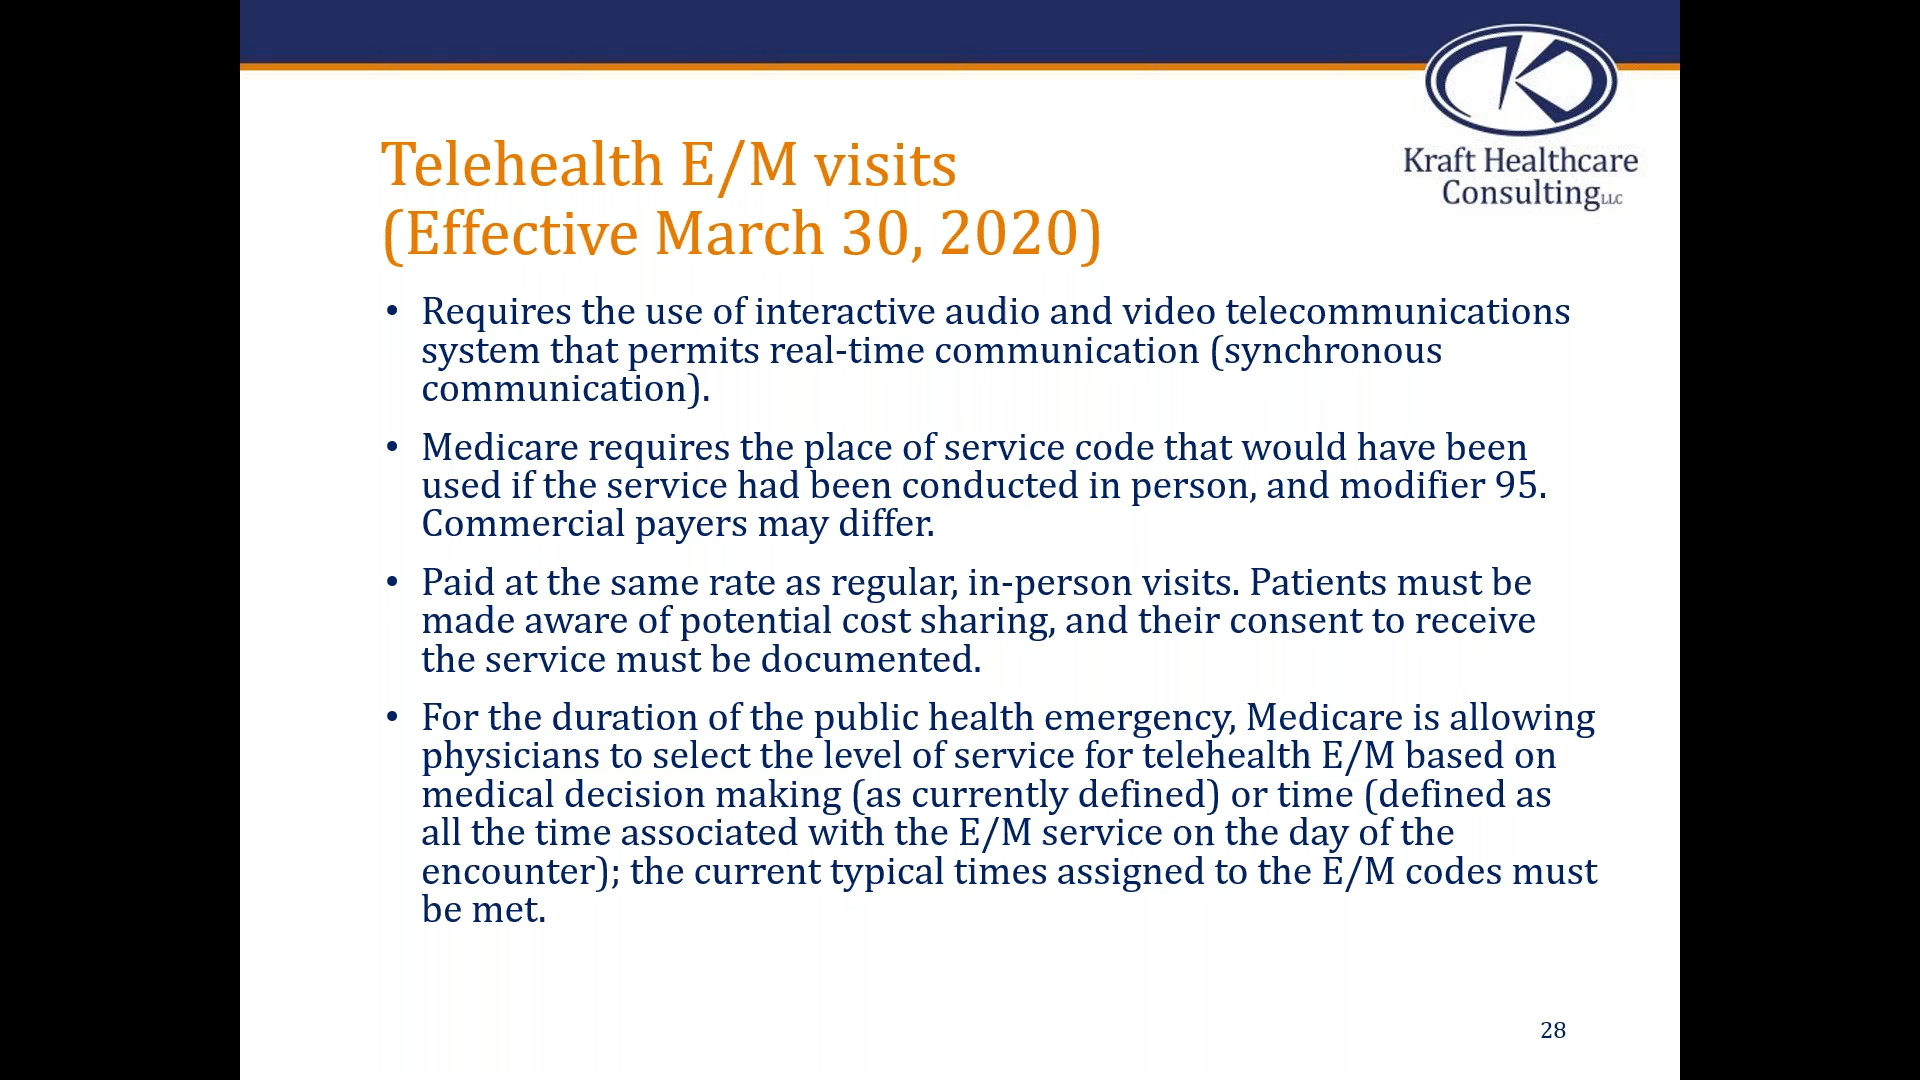 Kraft Healthcare
Consulting LLC
Telehealth E/M visits
(Effective March 30, 2020)
• Requires the use of interactive audio and video telecommunications
system that permits real-time communication (synchronous
communication).
• Medicare requires the place of service code that would have been
used if the service had been conducted in person, and modifier 95.
Commercial payers may differ.
• Paid at the same rate as regular, in-person visits. Patients must be
made aware of potential cost sharing, and their consent to receive
the service must be documented.
• For the duration of the public health emergency, Medicare is allowing
physicians to select the level of service for telehealth E/M based on
medical decision making (as currently defined) or time (defined as
all the time associated with the E/M service on the day of the
encounter); the current typical times assigned to the E/M codes must
be met.
28